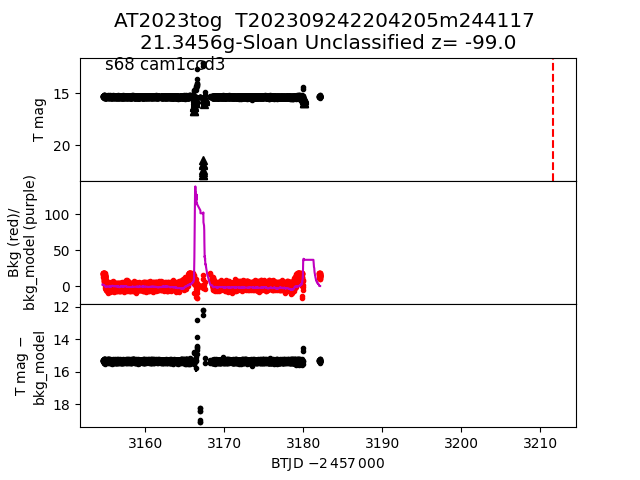 AT2023tog  T202309242204205m244117
21.3456g-Sloan Unclassified z= -99.0
s68 cam1ccd3
T mag
15
20
Bkg (red)/
bkg_model (purple)
100
50
0
T mag −
bkg_model
12
14
16
18
3160 3170 3180 3190 3200 3210
BTJD −2 457 000